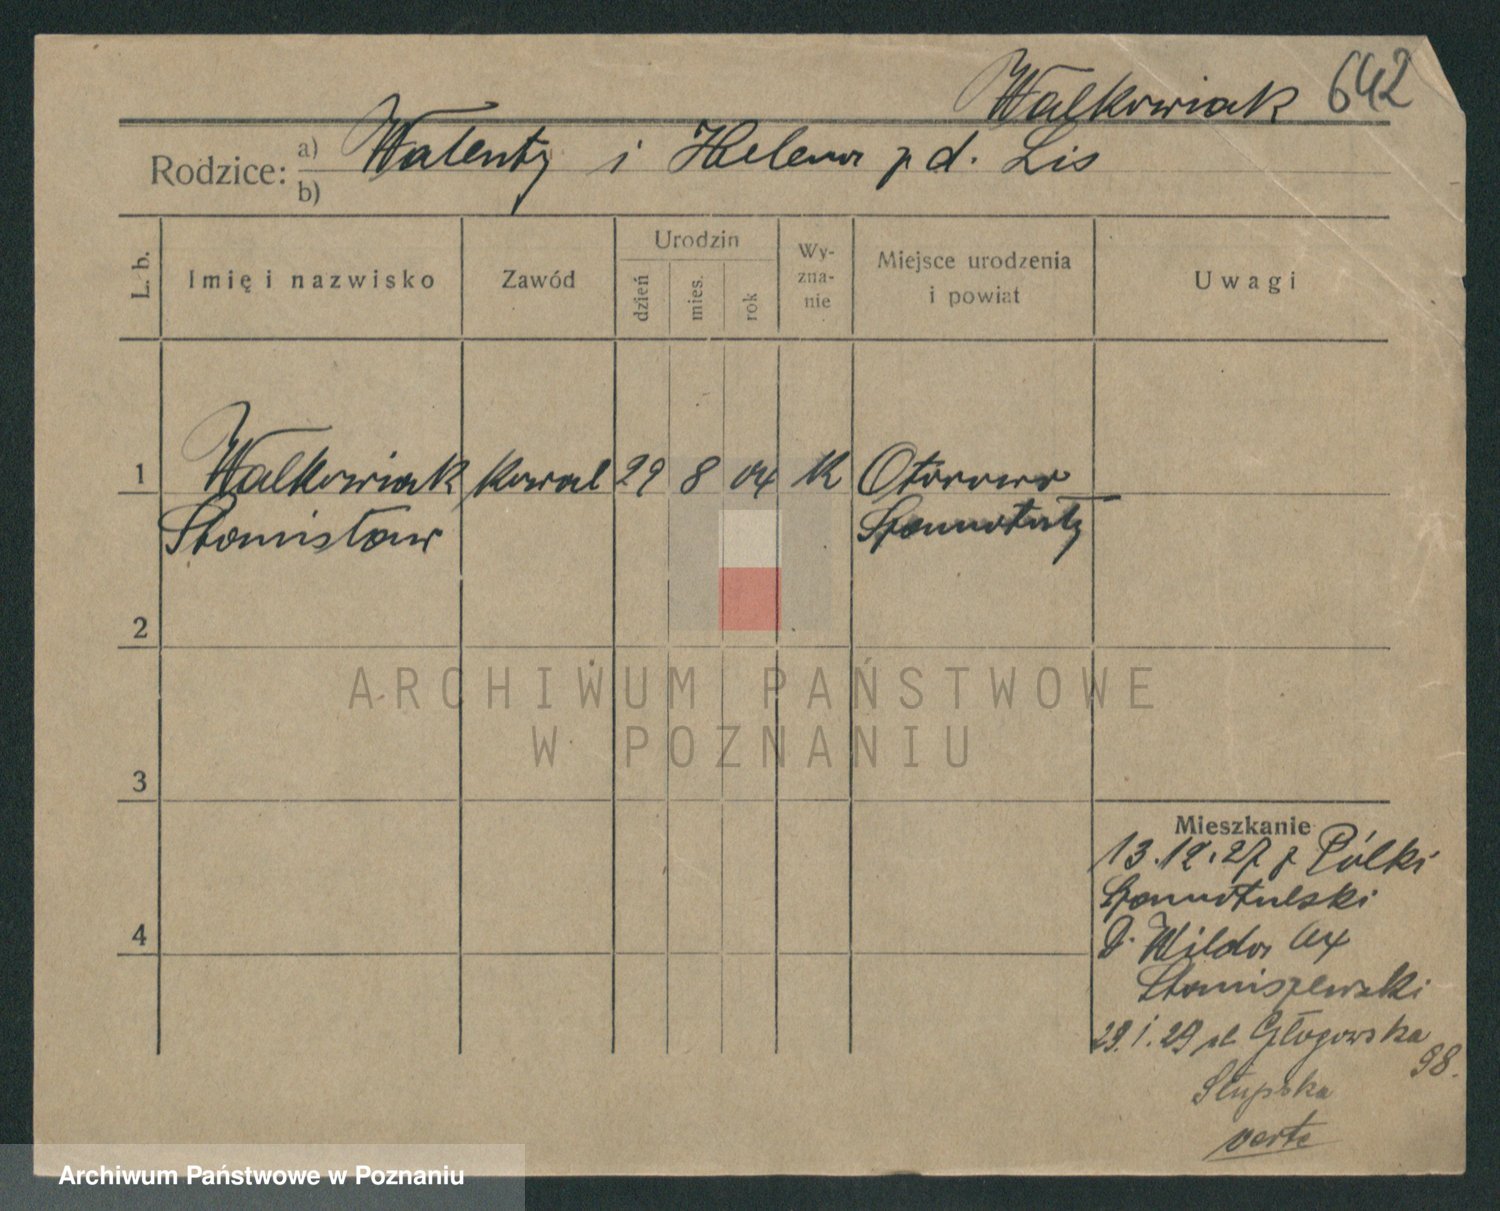 Walkowiak 642
Rodzice: a) Walenty i Helena z d. Lis
b)
L. b.
Imię i nazwisko
Zawód
Urodzin
dzień
mies.
rok
Wy-
zna-
nie
Miejsce urodzenia
i powiat
Uwagi
1 Walkowiak kowal 29 8 04 K Otorowo
Stanisław Szamotuły
2
3
4
Mieszkanie
13.12.27 z Pólki
Szamotulski
D. Wilda
Staniszewski
29.1.29 ul Głogowska
98.
Słupska
verte
ARCHIWUM PAŃSTWOWE
W POZNANIU
Archiwum Państwowe w Poznaniu